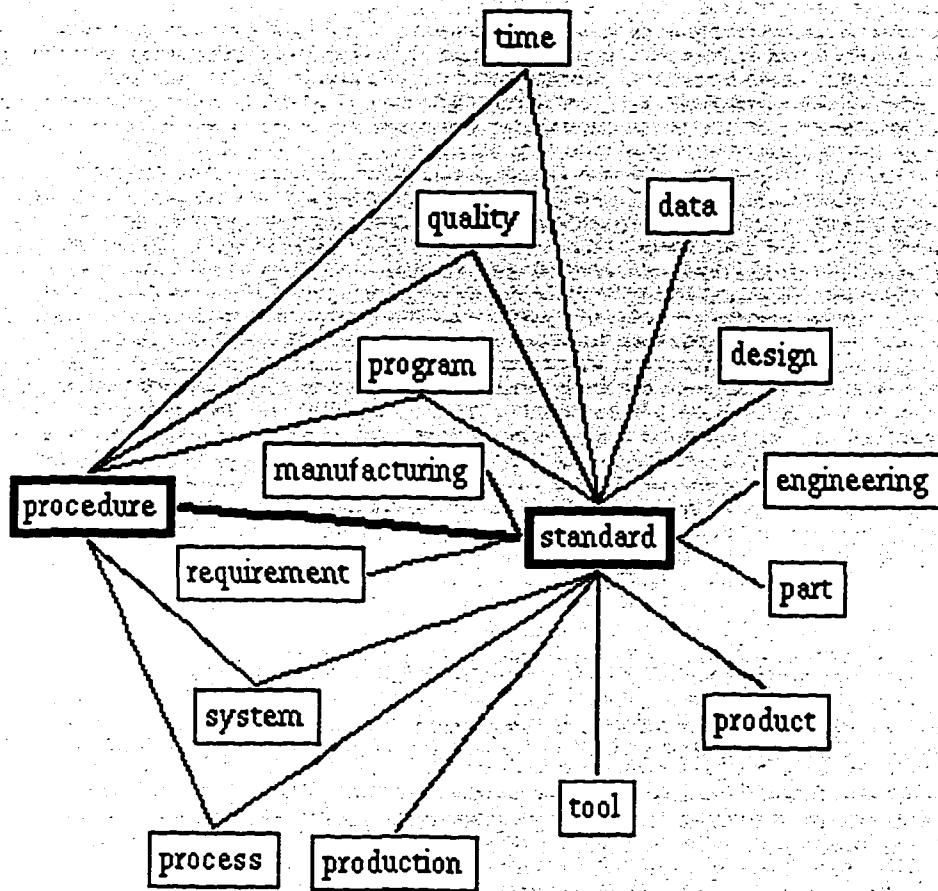 time
quality
data
program
design
manufacturing
engineering
procedure
standard
requirement
part
system
product
tool
process
production